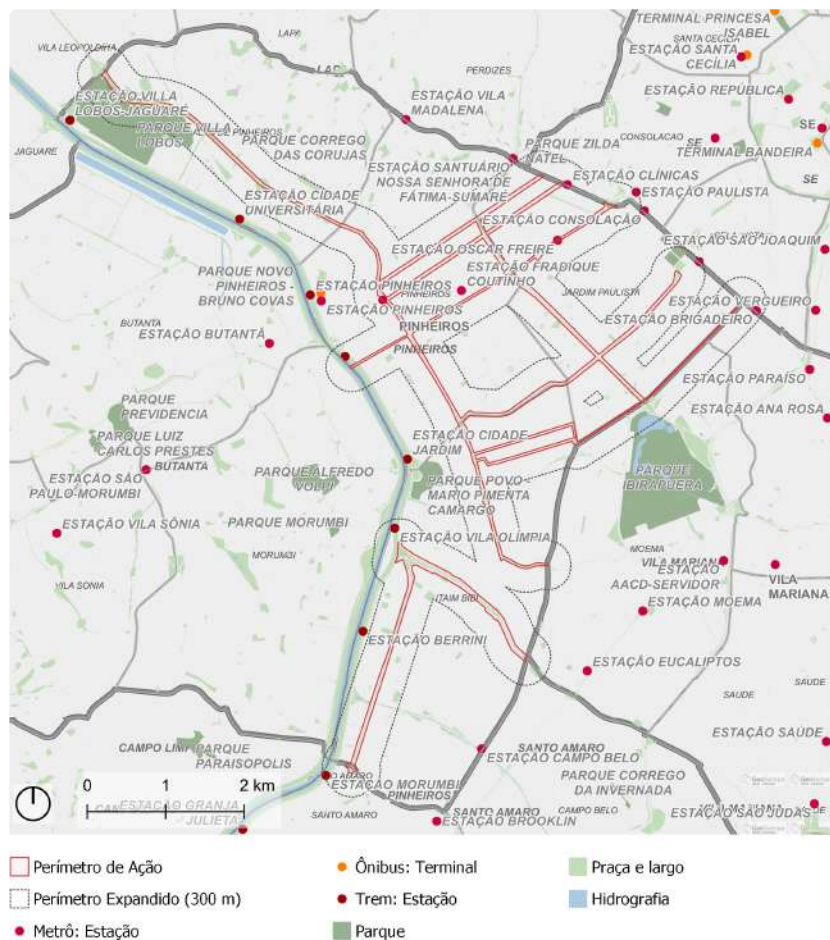 TERMINAL PRINCESA
ISABEL
SANTA CECILIA
ESTAÇÃO SANTA
CECÍLIA
VILA LEOPOLDINA
LAPA
LAPA
PERDIZES
ESTAÇÃO REPÚBLICA
ESTAÇÃO VILLA
LOBOS-JAGUARÉ
ESTAÇÃO VILA
MADALENA
SE
PARQUE VILLA
LOBOS
PINHEIROS
PARQUE CORREGO
DAS CORUJAS
PARQUE ZILDA
NATEL
CONSOLACAO
SE
TERMINAL BANDEIRA
JAGUARE
ESTAÇÃO SANTUÁRIO
NOSSA SENHORA DE
FÁTIMA-SUMARÉ
ESTAÇÃO CLÍNICAS
SE
ESTAÇÃO PAULISTA
ESTAÇÃO CIDADE
UNIVERSITÁRIA
ESTAÇÃO CONSOLAÇÃO
ESTAÇÃO SÃO JOAQUIM
ESTAÇÃO OSCAR FREIRE
ESTAÇÃO FRADIQUE
COUTINHO
PARQUE NOVO
PINHEIROS -
BRUNO COVAS
ESTAÇÃO PINHEIROS
ESTAÇÃO PINHEIROS
PINHEIROS
JARDIM PAULISTA
ESTAÇÃO VERGUEIRO
ESTAÇÃO BRIGADEIRO
BUTANTA
ESTAÇÃO BUTANTÃ
PINHEIROS
PINHEIROS
ESTAÇÃO PARAÍSO
PARQUE
PREVIDENCIA
ESTAÇÃO ANA ROSA
PARQUE LUIZ
CARLOS PRESTES
BUTANTA
ESTAÇÃO CIDADE
JARDIM
PARQUE ALFREDO
VOLPI
PARQUE
IBIRAPUERA
ESTAÇÃO SÃO
PAULO-MORUMBI
PARQUE POVO
MARIO PIMENTA
CAMARGO
ESTAÇÃO VILA SÔNIA
PARQUE MORUMBI
ESTAÇÃO VILA OLÍMPIA
MORUMBI
MOEMA
VILA MARIANA
ESTAÇÃO
AACD-SERVIDOR
VILA
MARIANA
VILA SONIA
ITAIM BIBI
ESTAÇÃO MOEMA
ESTAÇÃO BERRINI
ESTAÇÃO EUCALIPTOS
SAUDE
SAUDE
ESTAÇÃO SAÚDE
CAMPO LIMPO
PARQUE
PARAISOPOLIS
SANTO AMARO
ESTAÇÃO CAMPO BELO
0 1 2 km
ESTAÇÃO MORUMBI
PINHEIROS
PARQUE CORREGO
DA INVERNADA
ESTAÇÃO GRANJA
JULIETA
SANTO AMARO
SANTO AMARO
CAMPO BELO
ESTAÇÃO BROOKLIN
ESTAÇÃO SÃO JUDAS
Perímetro de Ação
Ônibus: Terminal
Praça e largo
Perímetro Expandido (300 m)
Trem: Estação
Hidrografia
Metrô: Estação
Parque